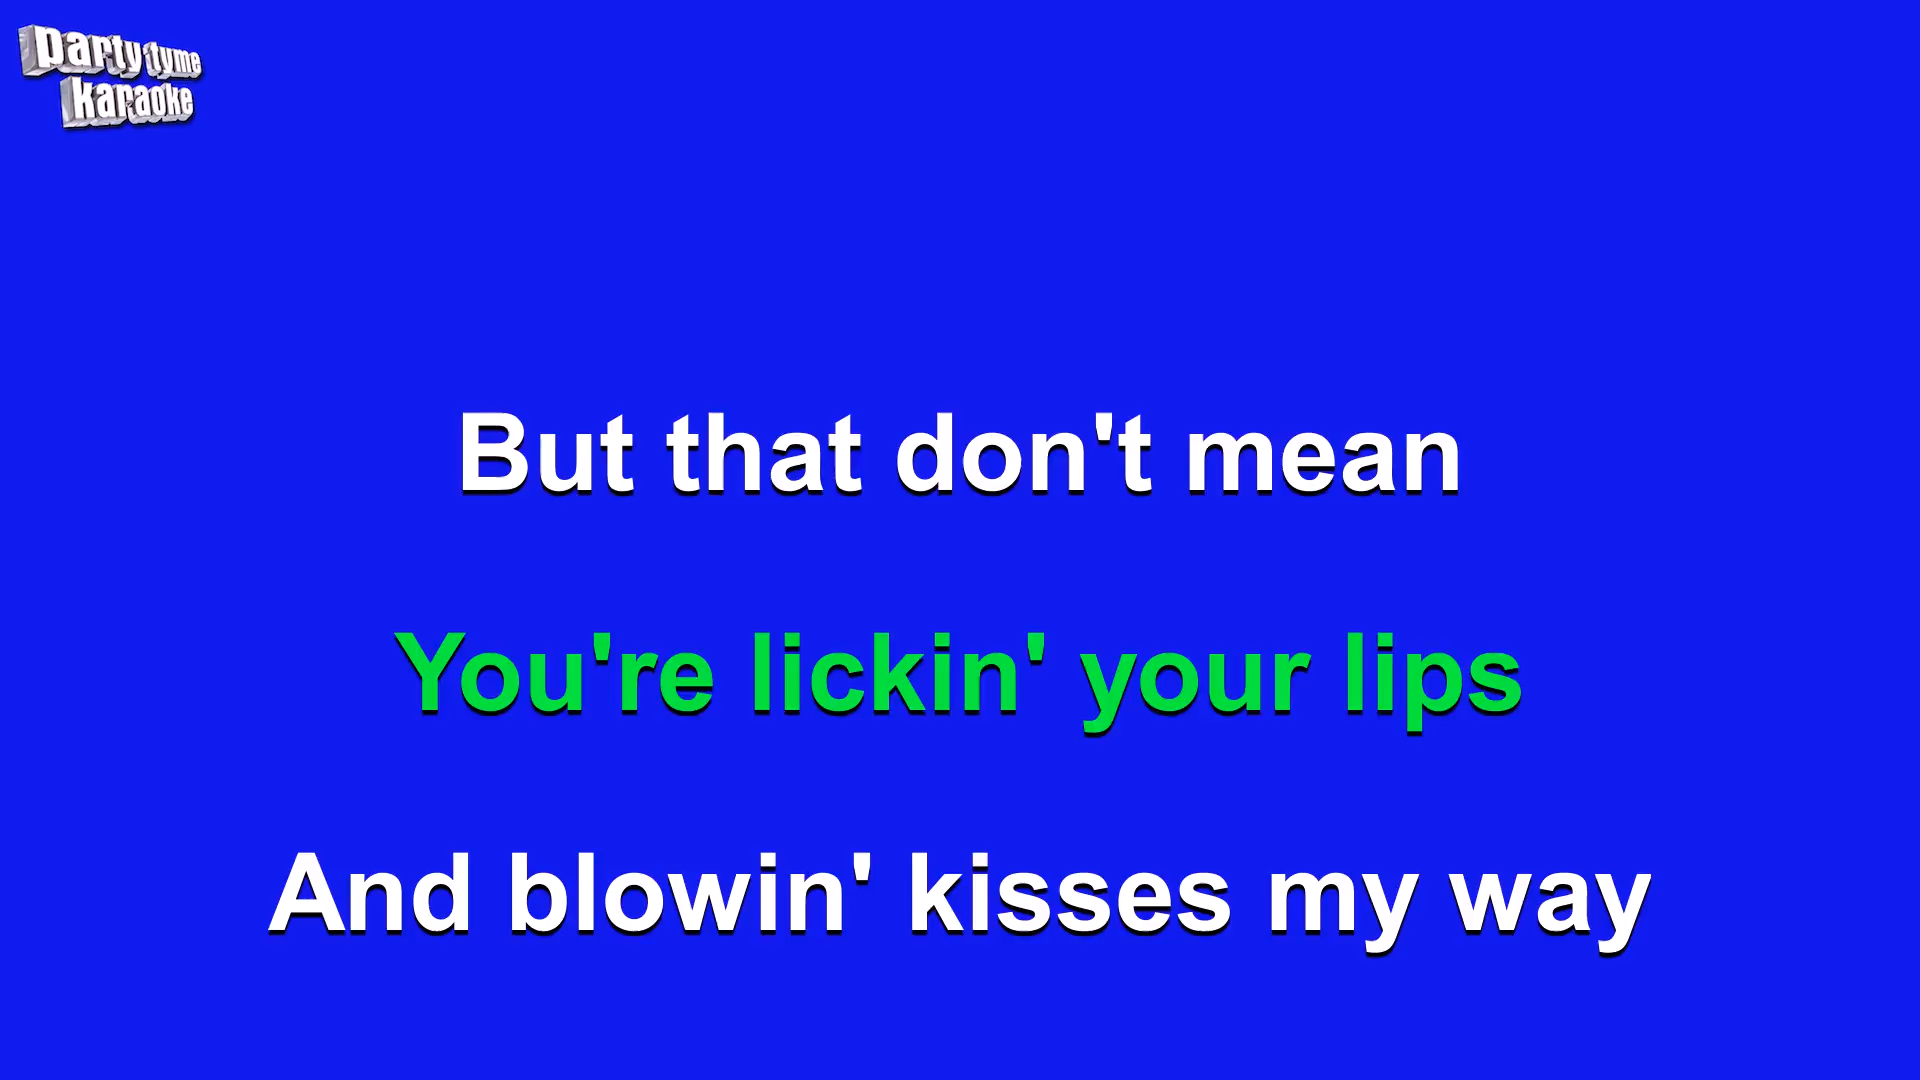 party tyme
karaoke
But that don't mean
You're lickin' your lips
And blowin' kisses my way